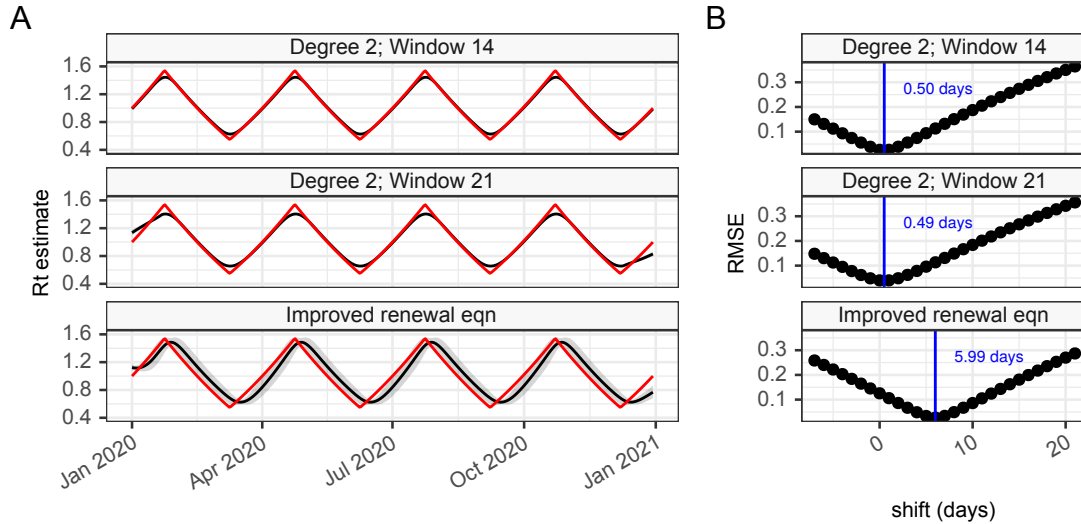 A
Degree 2; Window 14
1.6
1.2
0.8
0.4
Degree 2; Window 21
1.6
1.2
0.8
0.4
Improved renewal eqn
1.6
1.2
0.8
0.4
Rt estimate
Jan 2020
Apr 2020
Jul 2020
Oct 2020
Jan 2021
B
Degree 2; Window 14
0.3
0.2
0.1
0.50 days
Degree 2; Window 21
0.3
0.2
0.1
0.49 days
Improved renewal eqn
0.3
0.2
0.1
5.99 days
RMSE
0
10
20
shift (days)